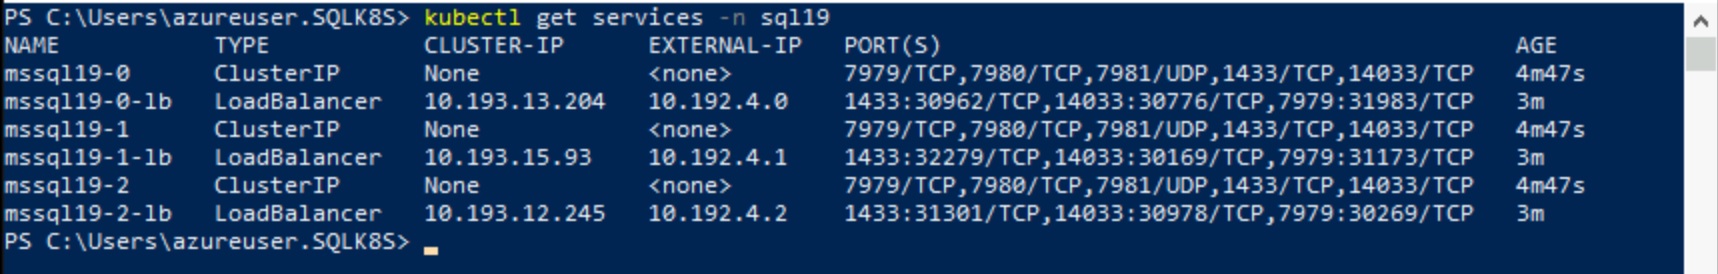 PS C:\Users\azureuser.SQLK8S> kubectl get services -n sql19
NAME TYPE CLUSTER-IP EXTERNAL-IP PORT(S) AGE
mssql19-0 ClusterIP None <none> 7979/TCP,7980/TCP,7981/UDP,1433/TCP,14033/TCP 4m47s
mssql19-0-lb LoadBalancer 10.193.13.204 10.192.4.0 1433:30962/TCP,14033:30776/TCP,7979:31983/TCP 3m
mssql19-1 ClusterIP None <none> 7979/TCP,7980/TCP,7981/UDP,1433/TCP,14033/TCP 4m47s
mssql19-1-lb LoadBalancer 10.193.15.93 10.192.4.1 1433:32279/TCP,14033:30169/TCP,7979:31173/TCP 3m
mssql19-2 ClusterIP None <none> 7979/TCP,7980/TCP,7981/UDP,1433/TCP,14033/TCP 4m47s
mssql19-2-lb LoadBalancer 10.193.12.245 10.192.4.2 1433:31301/TCP,14033:30978/TCP,7979:30269/TCP 3m
PS C:\Users\azureuser.SQLK8S>